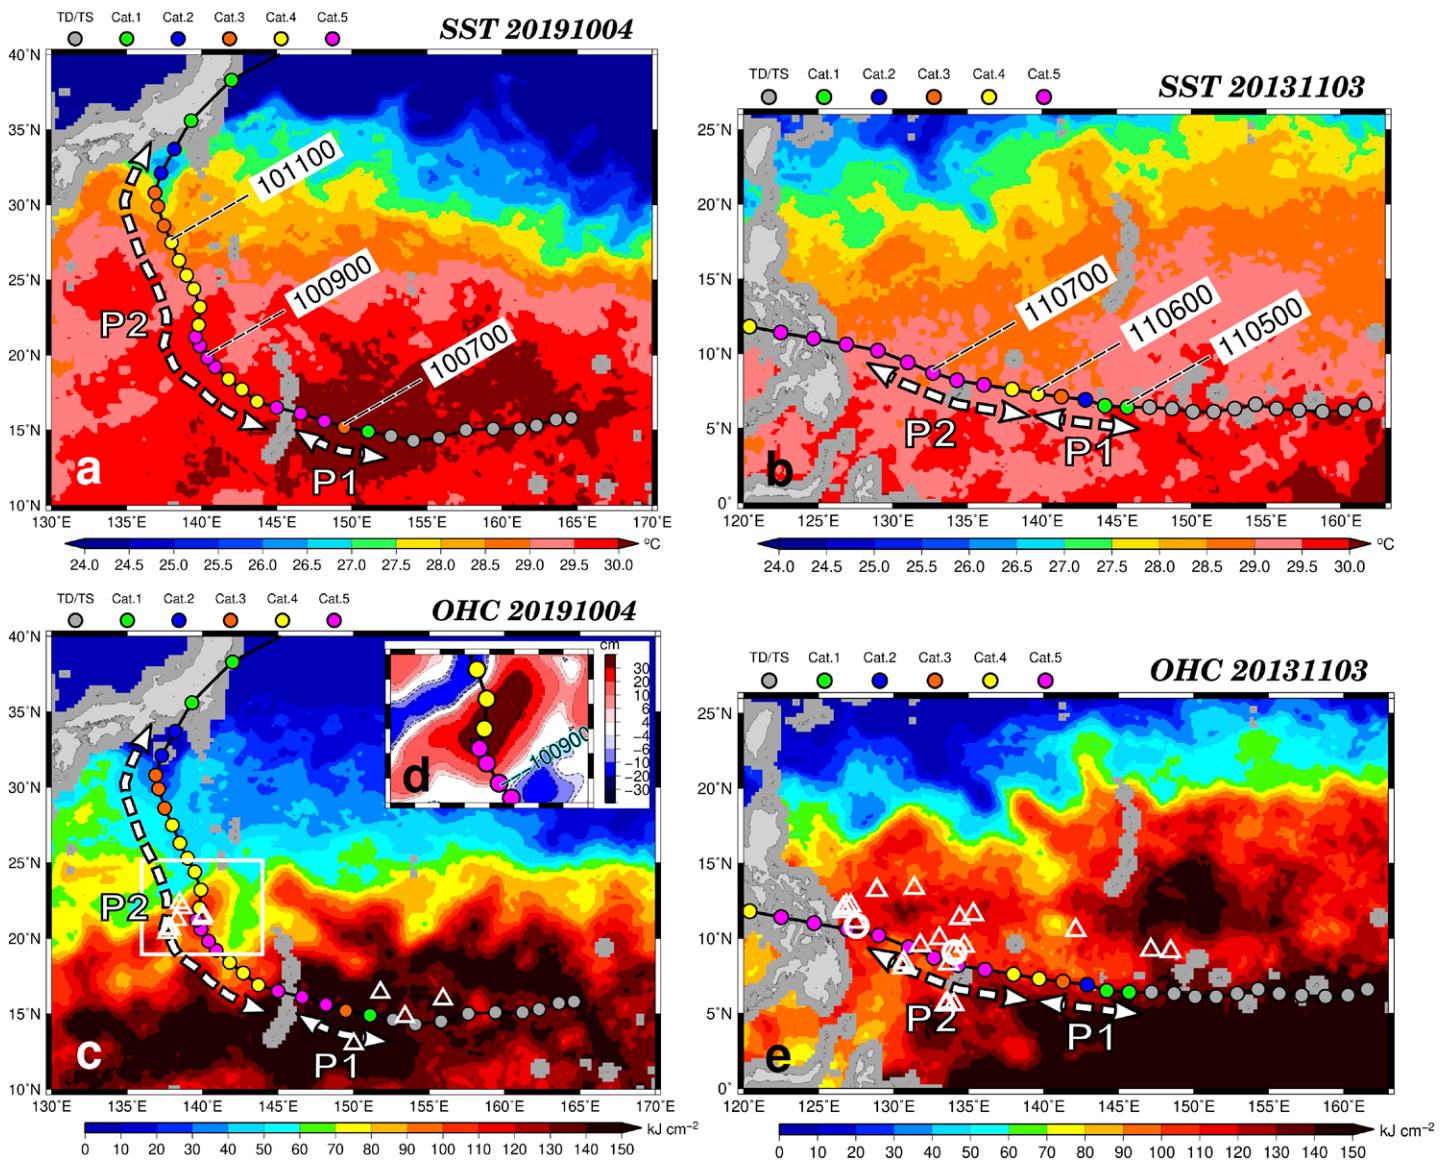 TD/TS Cat.1 Cat.2 Cat.3 Cat.4 Cat.5
SST 20191004
40°N
35°N
30°N
25°N
20°N
15°N
10°N
101100
100900
100700
P2
P1
a
130°E 135°E 140°E 145°E 150°E 155°E 160°E 165°E 170°E
24.0 24.5 25.0 25.5 26.0 26.5 27.0 27.5 28.0 28.5 29.0 29.5 30.0
°C
TD/TS Cat.1 Cat.2 Cat.3 Cat.4 Cat.5
SST 20131103
25°N
20°N
15°N
10°N
5°N
0°
110700
110600
110500
P2
P1
b
120°E 125°E 130°E 135°E 140°E 145°E 150°E 155°E 160°E
24.0 24.5 25.0 25.5 26.0 26.5 27.0 27.5 28.0 28.5 29.0 29.5 30.0
°C
TD/TS Cat.1 Cat.2 Cat.3 Cat.4 Cat.5
OHC 20191004
40°N
35°N
30°N
25°N
20°N
15°N
10°N
cm
30
20
10
6
4
-4
-6
-10
-20
-30
100900
d
P2
P1
c
130°E 135°E 140°E 145°E 150°E 155°E 160°E 165°E 170°E
0 10 20 30 40 50 60 70 80 90 100 110 120 130 140 150
kJ cm⁻²
TD/TS Cat.1 Cat.2 Cat.3 Cat.4 Cat.5
OHC 20131103
25°N
20°N
15°N
10°N
5°N
0°
P2
P1
e
120°E 125°E 130°E 135°E 140°E 145°E 150°E 155°E 160°E
0 10 20 30 40 50 60 70 80 90 100 110 120 130 140 150
kJ cm⁻²